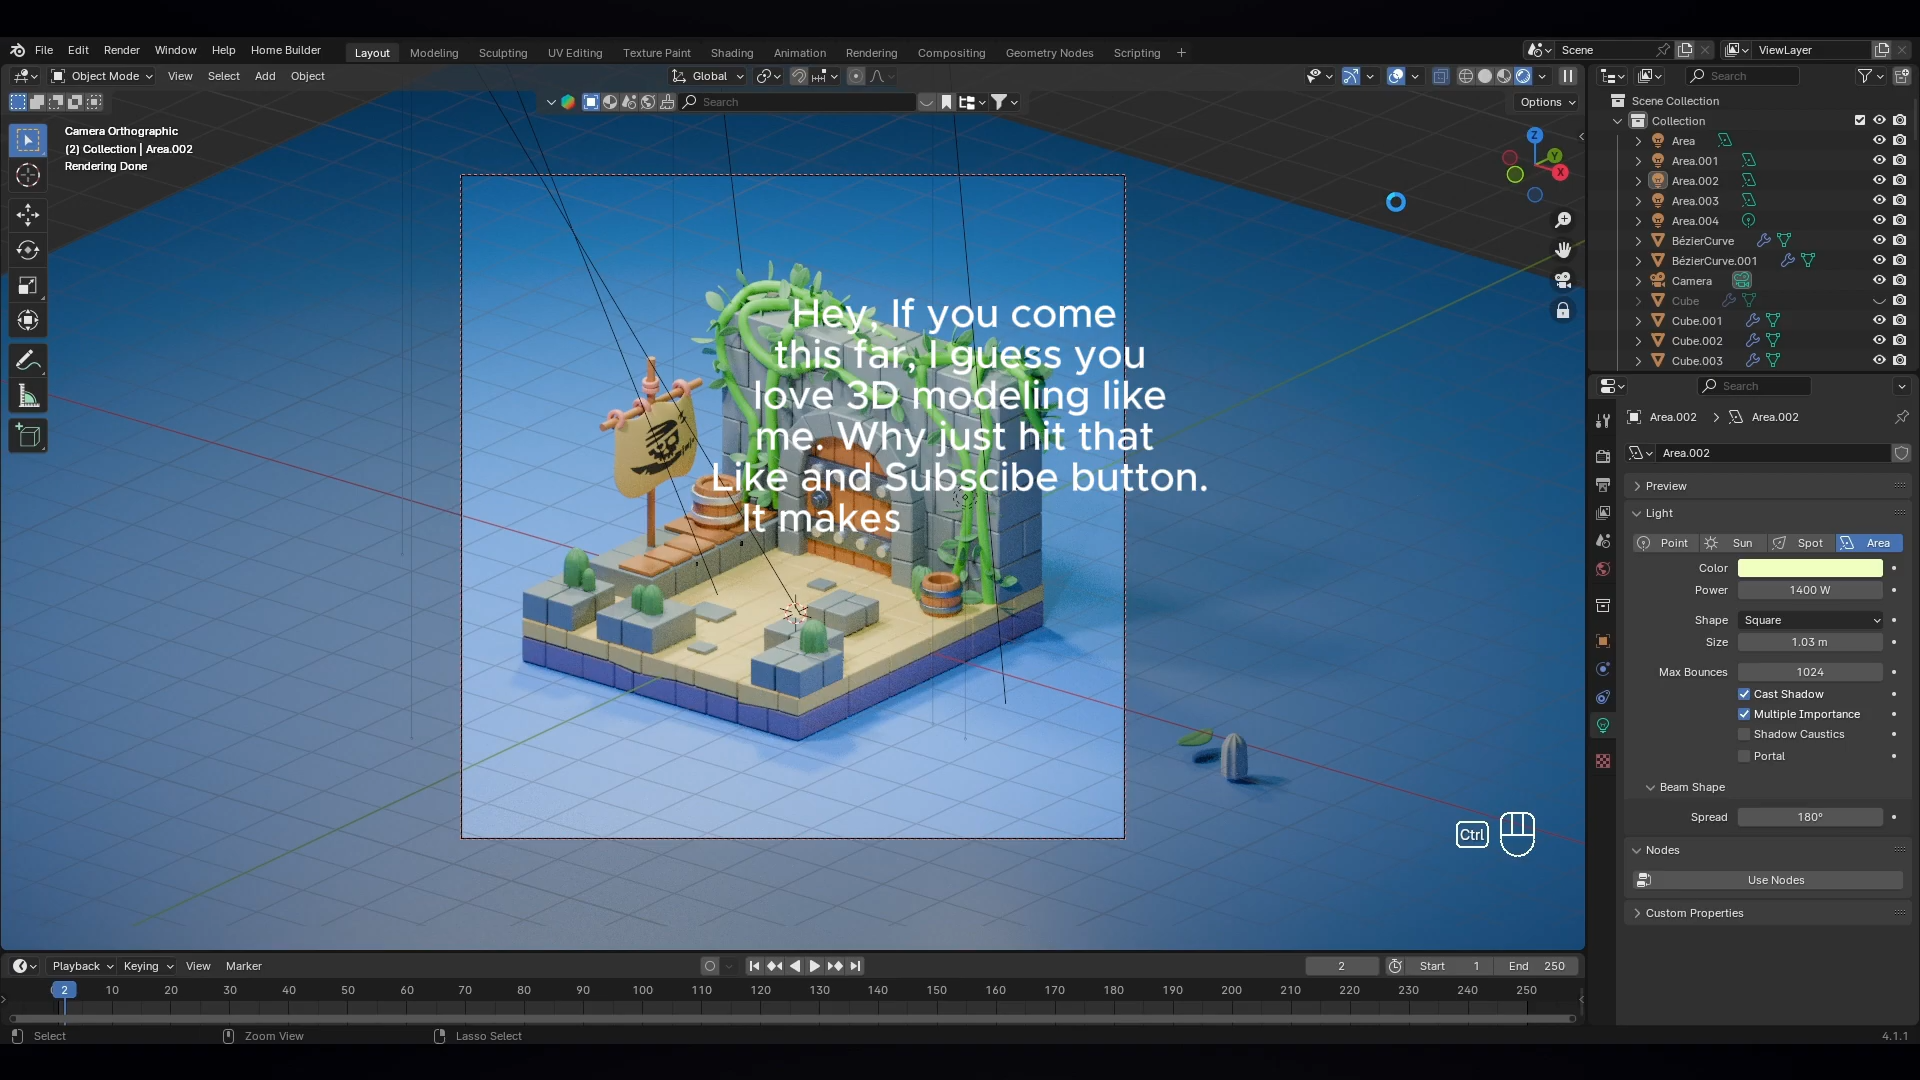 File Edit Render Window Help Home Builder
Layout Modeling Sculpting UV Editing Texture Paint Shading Animation Rendering Compositing Geometry Nodes Scripting +
Scene
ViewLayer
Object Mode View Select Add Object
Global
Search
Search
Options
Camera Orthographic
(2) Collection | Area.002
Rendering Done
Z
Y
X
Hey, If you come
this far, I guess you
love 3D modeling like
me. Why just hit that
Like and Subscibe button.
It makes
Ctrl
Scene Collection
Collection
Area
Area.001
Area.002
Area.003
Area.004
BézierCurve
BézierCurve.001
Camera
Cube
Cube.001
Cube.002
Cube.003
Search
Area.002 Area.002
Area.002
Preview
Light
Point Sun Spot Area
Color
Power 1400 W
Shape Square
Size 1.03 m
Max Bounces 1024
Cast Shadow
Multiple Importance
Shadow Caustics
Portal
Beam Shape
Spread 180°
Nodes
Use Nodes
Custom Properties
Playback Keying View Marker
2 Start 1 End 250
2 10 20 30 40 50 60 70 80 90 100 110 120 130 140 150 160 170 180 190 200 210 220 230 240 250
Select Zoom View Lasso Select
4.1.1